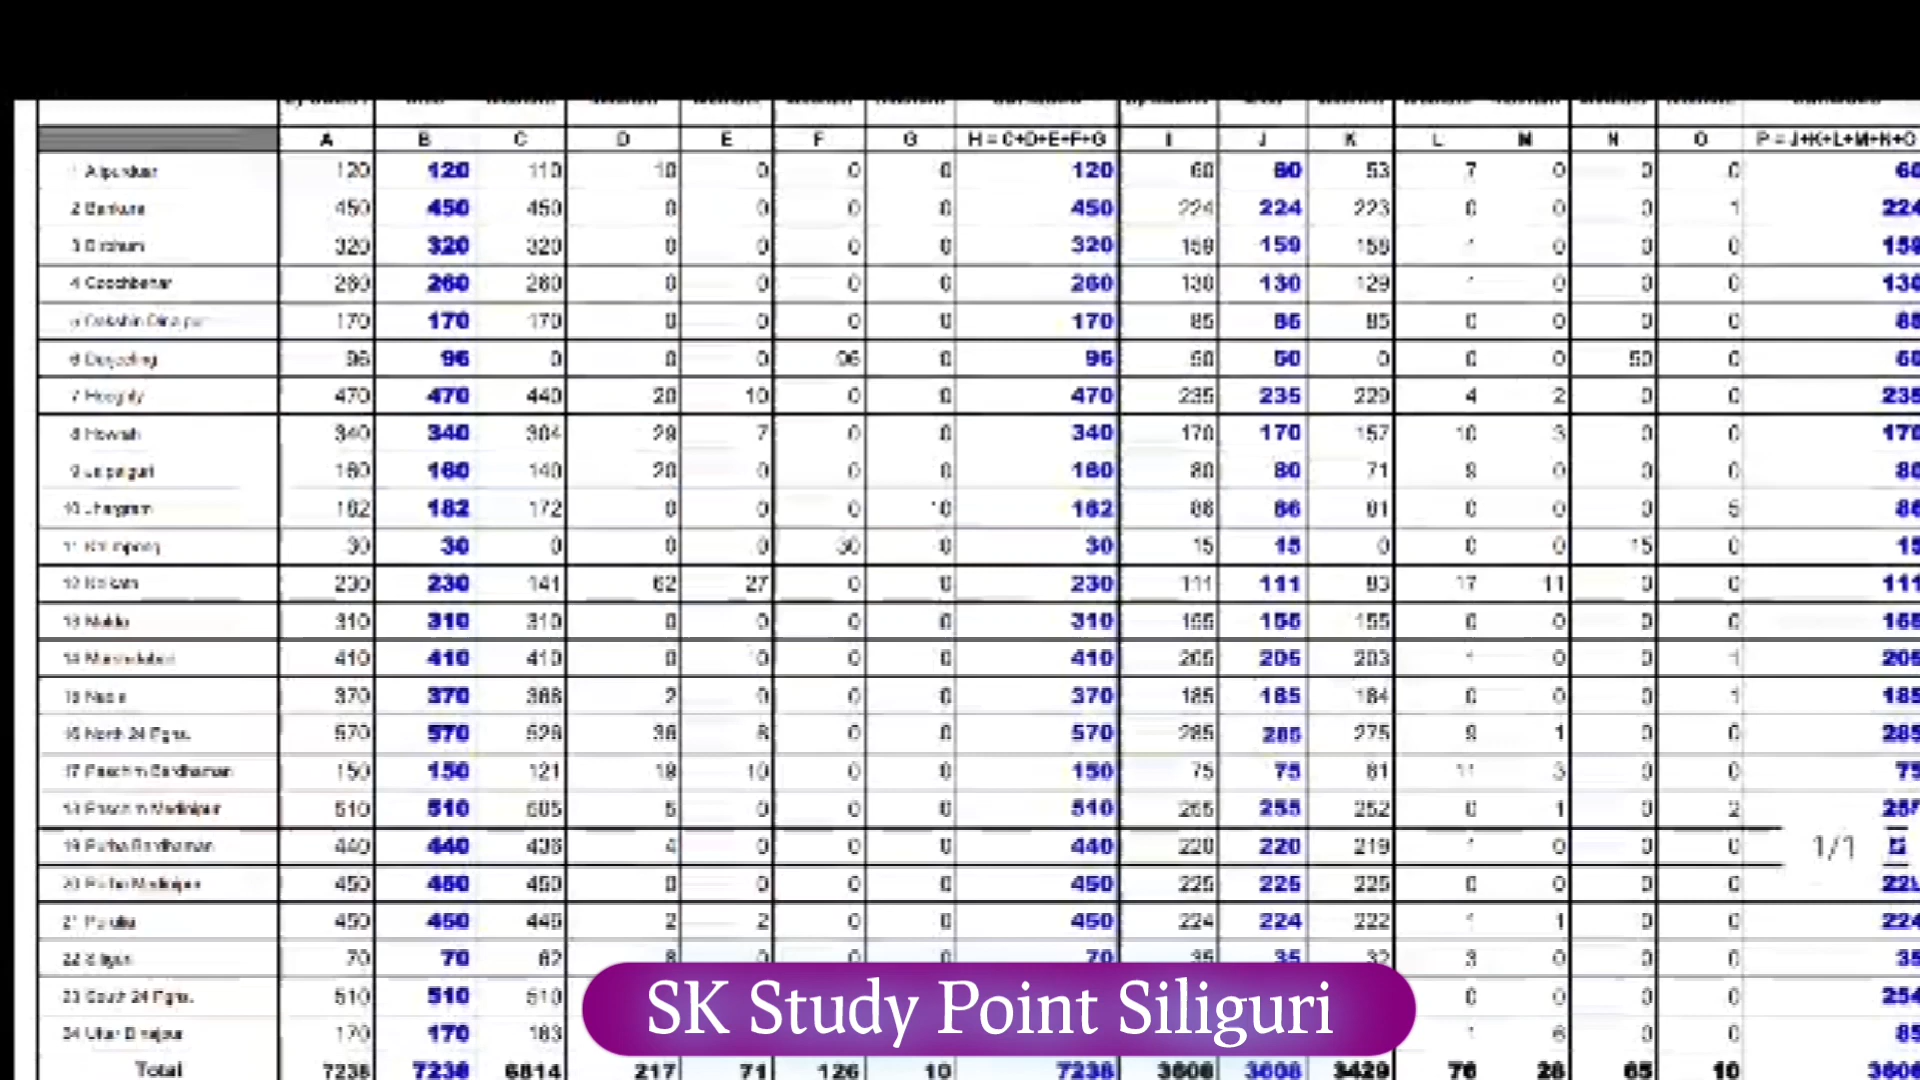 A B C D E F G H = C+D+E+F+G I J K L M N O P = J+K+L+M+N+O
1 Alipurduar 120 120 110 10 0 0 0 120 60 60 53 7 0 0 0 60
2 Bankura 450 450 450 0 0 0 0 450 224 224 223 0 0 0 1 224
3 Birbhum 320 320 320 0 0 0 0 320 159 159 158 1 0 0 0 159
4 Coochbehar 260 260 260 0 0 0 0 260 130 130 129 1 0 0 0 130
5 Dakshin Dinajpur 170 170 170 0 0 0 0 170 85 85 85 0 0 0 0 85
6 Darjeeling 96 96 0 0 0 96 0 96 50 50 0 0 0 50 0
7 Hooghly 470 470 440 20 10 0 0 470 235 235 229 4 2 0 0 235
8 Howrah 340 340 304 29 7 0 0 340 170 170 157 10 3 0 0 170
9 Jalpaiguri 160 160 140 20 0 0 0 160 80 80 71 9 0 0 0 80
10 Jhargram 182 182 172 0 0 0 10 182 86 86 81 0 0 0 5 86
11 Kalimpong 30 30 0 0 0 30 0 30 15 15 0 0 0 15 0 15
12 Kolkata 230 230 141 62 27 0 0 230 111 111 83 17 11 0 0 111
13 Malda 310 310 310 0 0 0 0 310 155 155 155 0 0 0 0 155
14 Murshidabad 410 410 410 0 0 0 0 410 205 205 203 1 0 0 1 205
15 Nadia 370 370 368 2 0 0 0 370 185 185 184 0 0 0 1 185
16 North 24 Pgns. 570 570 526 36 8 0 0 570 285 285 275 9 1 0 0 285
17 Paschim Bardhaman 150 150 121 19 10 0 0 150 75 75 61 11 3 0 0 75
18 Paschim Medinipur 510 510 505 5 0 0 0 510 255 255 252 0 1 0 2
19 Purba Bardhaman 440 440 436 4 0 0 0 440 220 220 219 1 0 0 0 1/1
20 Purba Medinipur 450 450 450 0 0 0 0 450 225 225 225 0 0 0 0
21 Purulia 450 450 446 2 2 0 0 450 224 224 222 1 1 0 0 224
22 Siliguri 70 70 62 8 0 0 0 70 35 35 32 3 0 0 0 35
23 South 24 Pgns. 510 510 510 0 0 0 0 254
24 Uttar Dinajpur 170 170 163 1 6 0 0 85
Total 7238 7238 6814 217 71 126 10 7238 3608 3608 3429 76 28 65 10 3608
SK Study Point Siliguri